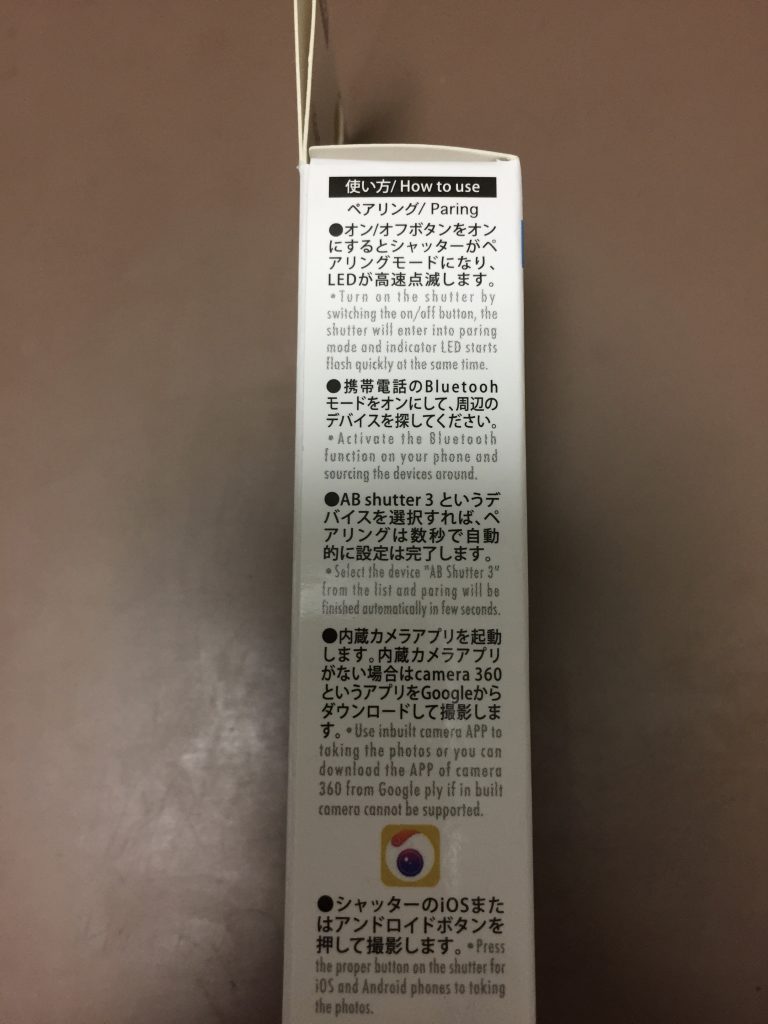 使い方/ How to use
ペアリング/ Paring
●オン/オフボタンをオン
にするとシャッターがペ
アリングモードになり、
LEDが高速点滅します。
•Turn on the shutter by
switching the on/off button, the
shutter will enter into paring
mode and indicator LED starts
flash quickly at the same time.
●携帯電話のBluetooh
モードをオンにして、周辺の
デバイスを探してください。
•Activate the Bluetooth
function on your phone and
sourcing the devices around.
●AB shutter 3 というデ
バイスを選択すれば、ペ
アリングは数秒で自動
的に設定は完了します。
•Select the device "AB Shutter 3"
from the list and paring will be
finished automatically in few seconds.
●内蔵カメラアプリを起動
します。内蔵カメラアプリ
がない場合はcamera 360
というアプリをGoogleから
ダウンロードして撮影しま
す。•Use inbuilt camera APP to
taking the photos or you can
download the APP of camera
360 from Google ply if in built
camera cannot be supported.
●シャッターのiOSまた
はアンドロイドボタンを
押して撮影します。•Press
the proper button on the shutter for
iOS and Android phones to taking
the photos.